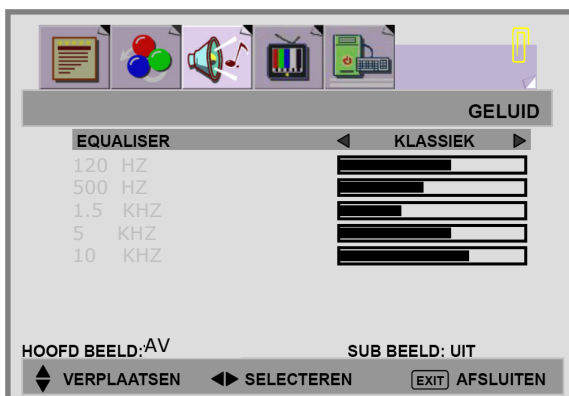 GELUID
EQUALISER KLASSIEK
120 HZ
500 HZ
1.5 KHZ
5 KHZ
10 KHZ
HOOFD BEELD: AV SUB BEELD: UIT
VERPLAATSEN SELECTEREN EXIT AFSLUITEN